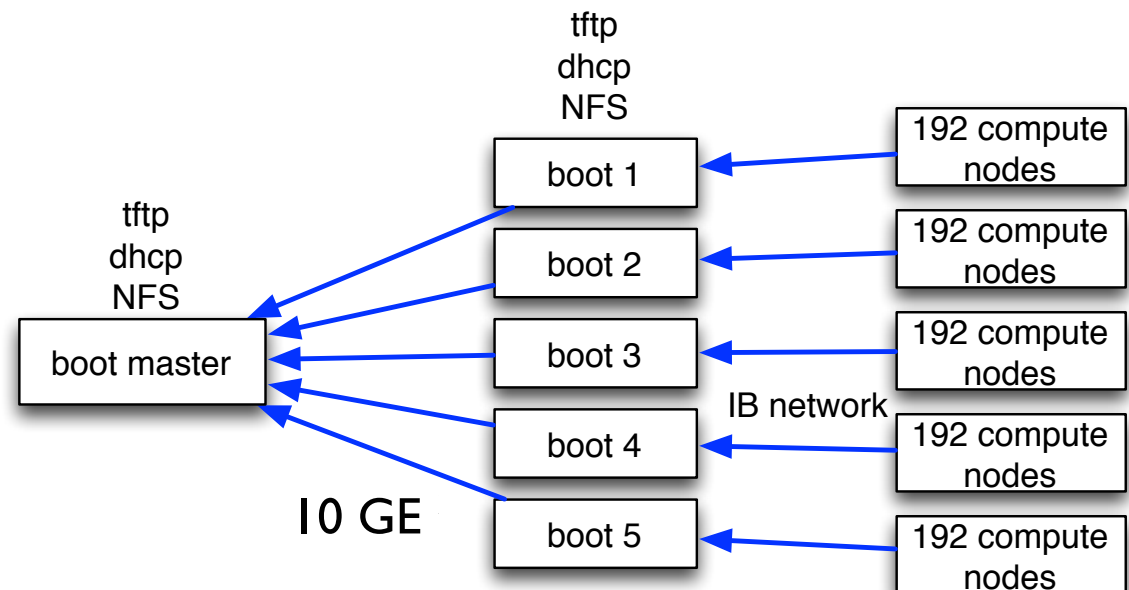 tftp
dhcp
NFS
boot master
tftp
dhcp
NFS
boot 1
boot 2
boot 3
boot 4
boot 5
10 GE
IB network
192 compute
nodes
192 compute
nodes
192 compute
nodes
192 compute
nodes
192 compute
nodes